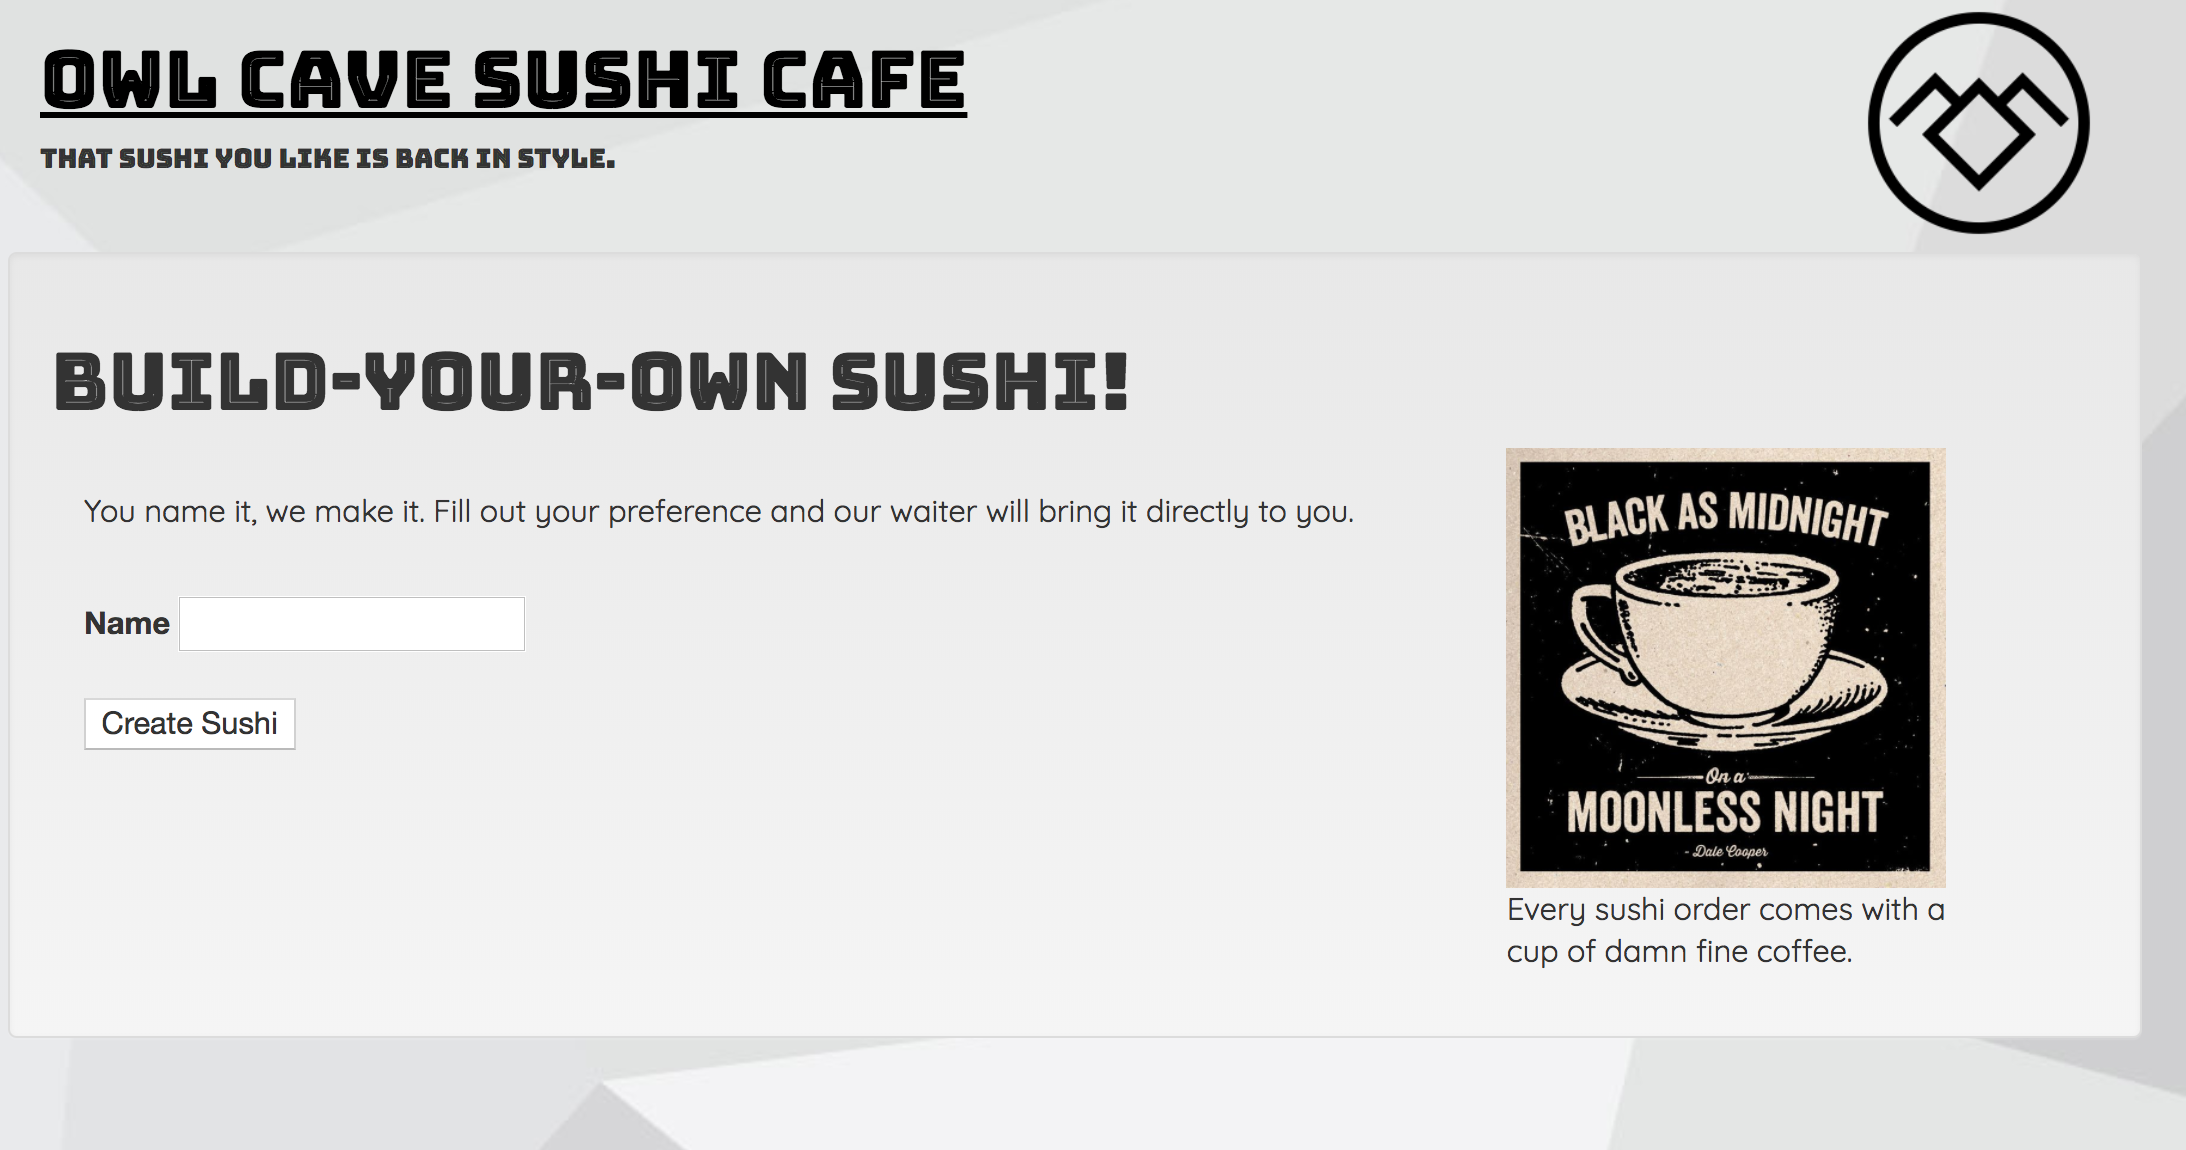 OWL CAVE SUSHI CAFE
THAT SUSHI YOU LIKE IS BACK IN STYLE.
BUILD-YOUR-OWN SUSHI!
You name it, we make it. Fill out your preference and our waiter will bring it directly to you.
Name
Create Sushi
BLACK AS MIDNIGHT
On a
MOONLESS NIGHT
- Dale Cooper
Every sushi order comes with a
cup of damn fine coffee.